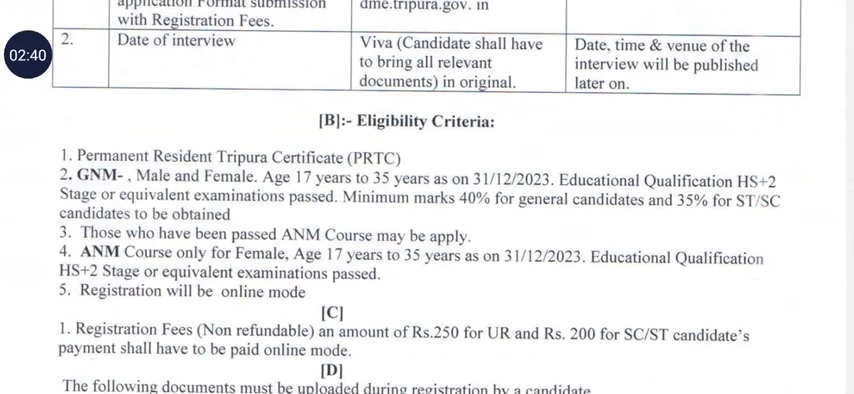 application Format submission
with Registration Fees.
dme.tripura.gov. in
2.
Date of interview
Viva (Candidate shall have
to bring all relevant
documents) in original.
Date, time & venue of the
interview will be published
later on.
02:40
[B]:- Eligibility Criteria:
1. Permanent Resident Tripura Certificate (PRTC)
2. GNM- , Male and Female. Age 17 years to 35 years as on 31/12/2023. Educational Qualification HS+2
Stage or equivalent examinations passed. Minimum marks 40% for general candidates and 35% for ST/SC
candidates to be obtained
3. Those who have been passed ANM Course may be apply.
4. ANM Course only for Female, Age 17 years to 35 years as on 31/12/2023. Educational Qualification
HS+2 Stage or equivalent examinations passed.
5. Registration will be online mode
[C]
1. Registration Fees (Non refundable) an amount of Rs.250 for UR and Rs. 200 for SC/ST candidate's
payment shall have to be paid online mode.
[D]
The following documents must be uploaded during registration by a candidate